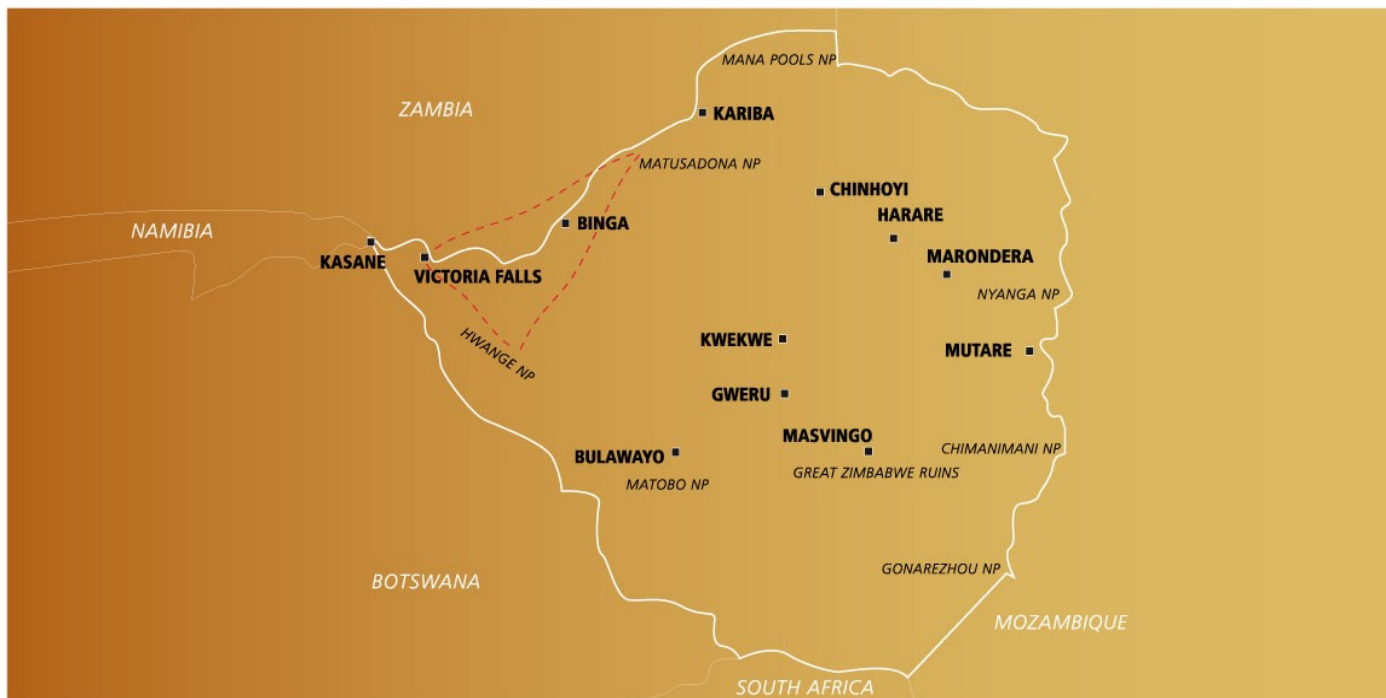 MANA POOLS NP
ZAMBIA
KARIBA
MATUSADONA NP
CHINHOYI
HARARE
BINGA
NAMIBIA
KASANE
VICTORIA FALLS
MARONDERA
NYANGA NP
HWANGE NP
KWEKWE
MUTARE
GWERU
MASVINGO
CHIMANIMANI NP
BULAWAYO
GREAT ZIMBABWE RUINS
MATOBO NP
GONAREZHOU NP
BOTSWANA
MOZAMBIQUE
SOUTH AFRICA